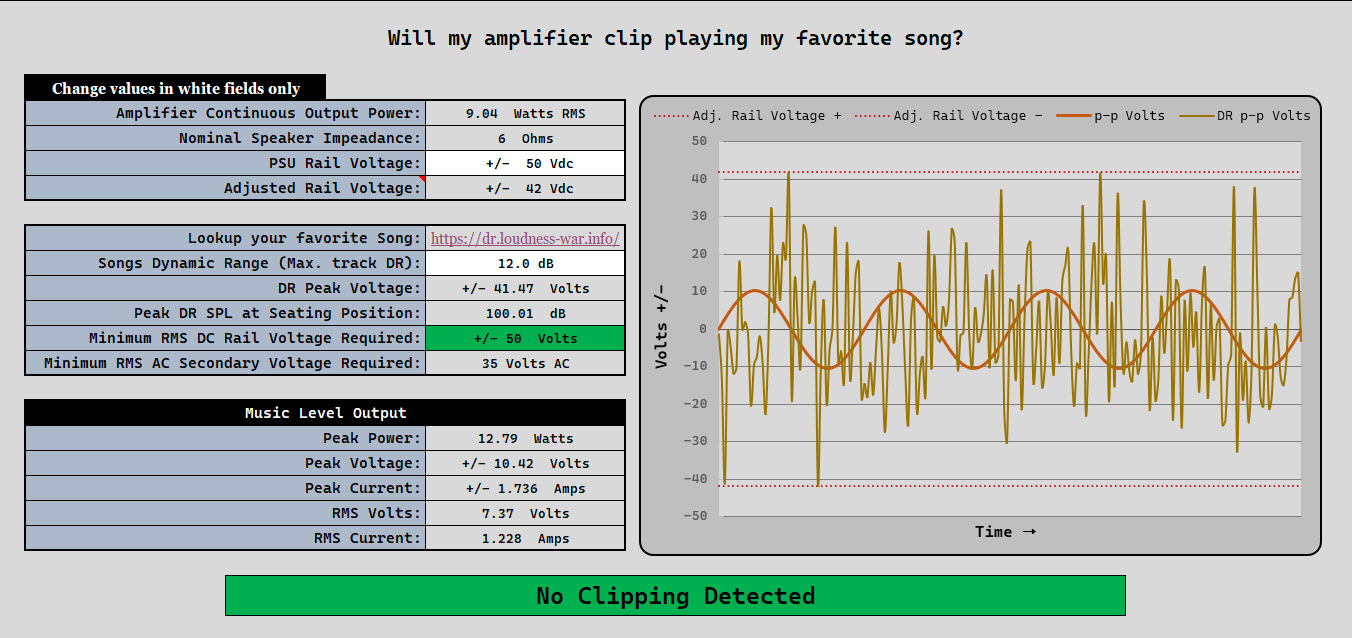 Will my amplifier clip playing my favorite song?
Change values in white fields only
Amplifier Continuous Output Power: 9.04 Watts RMS
Nominal Speaker Impeadance: 6 Ohms
PSU Rail Voltage: +/- 50 Vdc
Adjusted Rail Voltage: +/- 42 Vdc
Lookup your favorite Song: https://dr.loudness-war.info/
Songs Dynamic Range (Max. track DR): 12.0 dB
DR Peak Voltage: +/- 41.47 Volts
Peak DR SPL at Seating Position: 100.01 dB
Minimum RMS DC Rail Voltage Required: +/- 50 Volts
Minimum RMS AC Secondary Voltage Required: 35 Volts AC
Music Level Output
Peak Power: 12.79 Watts
Peak Voltage: +/- 10.42 Volts
Peak Current: +/- 1.736 Amps
RMS Volts: 7.37 Volts
RMS Current: 1.228 Amps
Adj. Rail Voltage + Adj. Rail Voltage - p-p Volts DR p-p Volts
50
40
30
20
10
0
-10
-20
-30
-40
-50
Volts +/-
Time →
No Clipping Detected